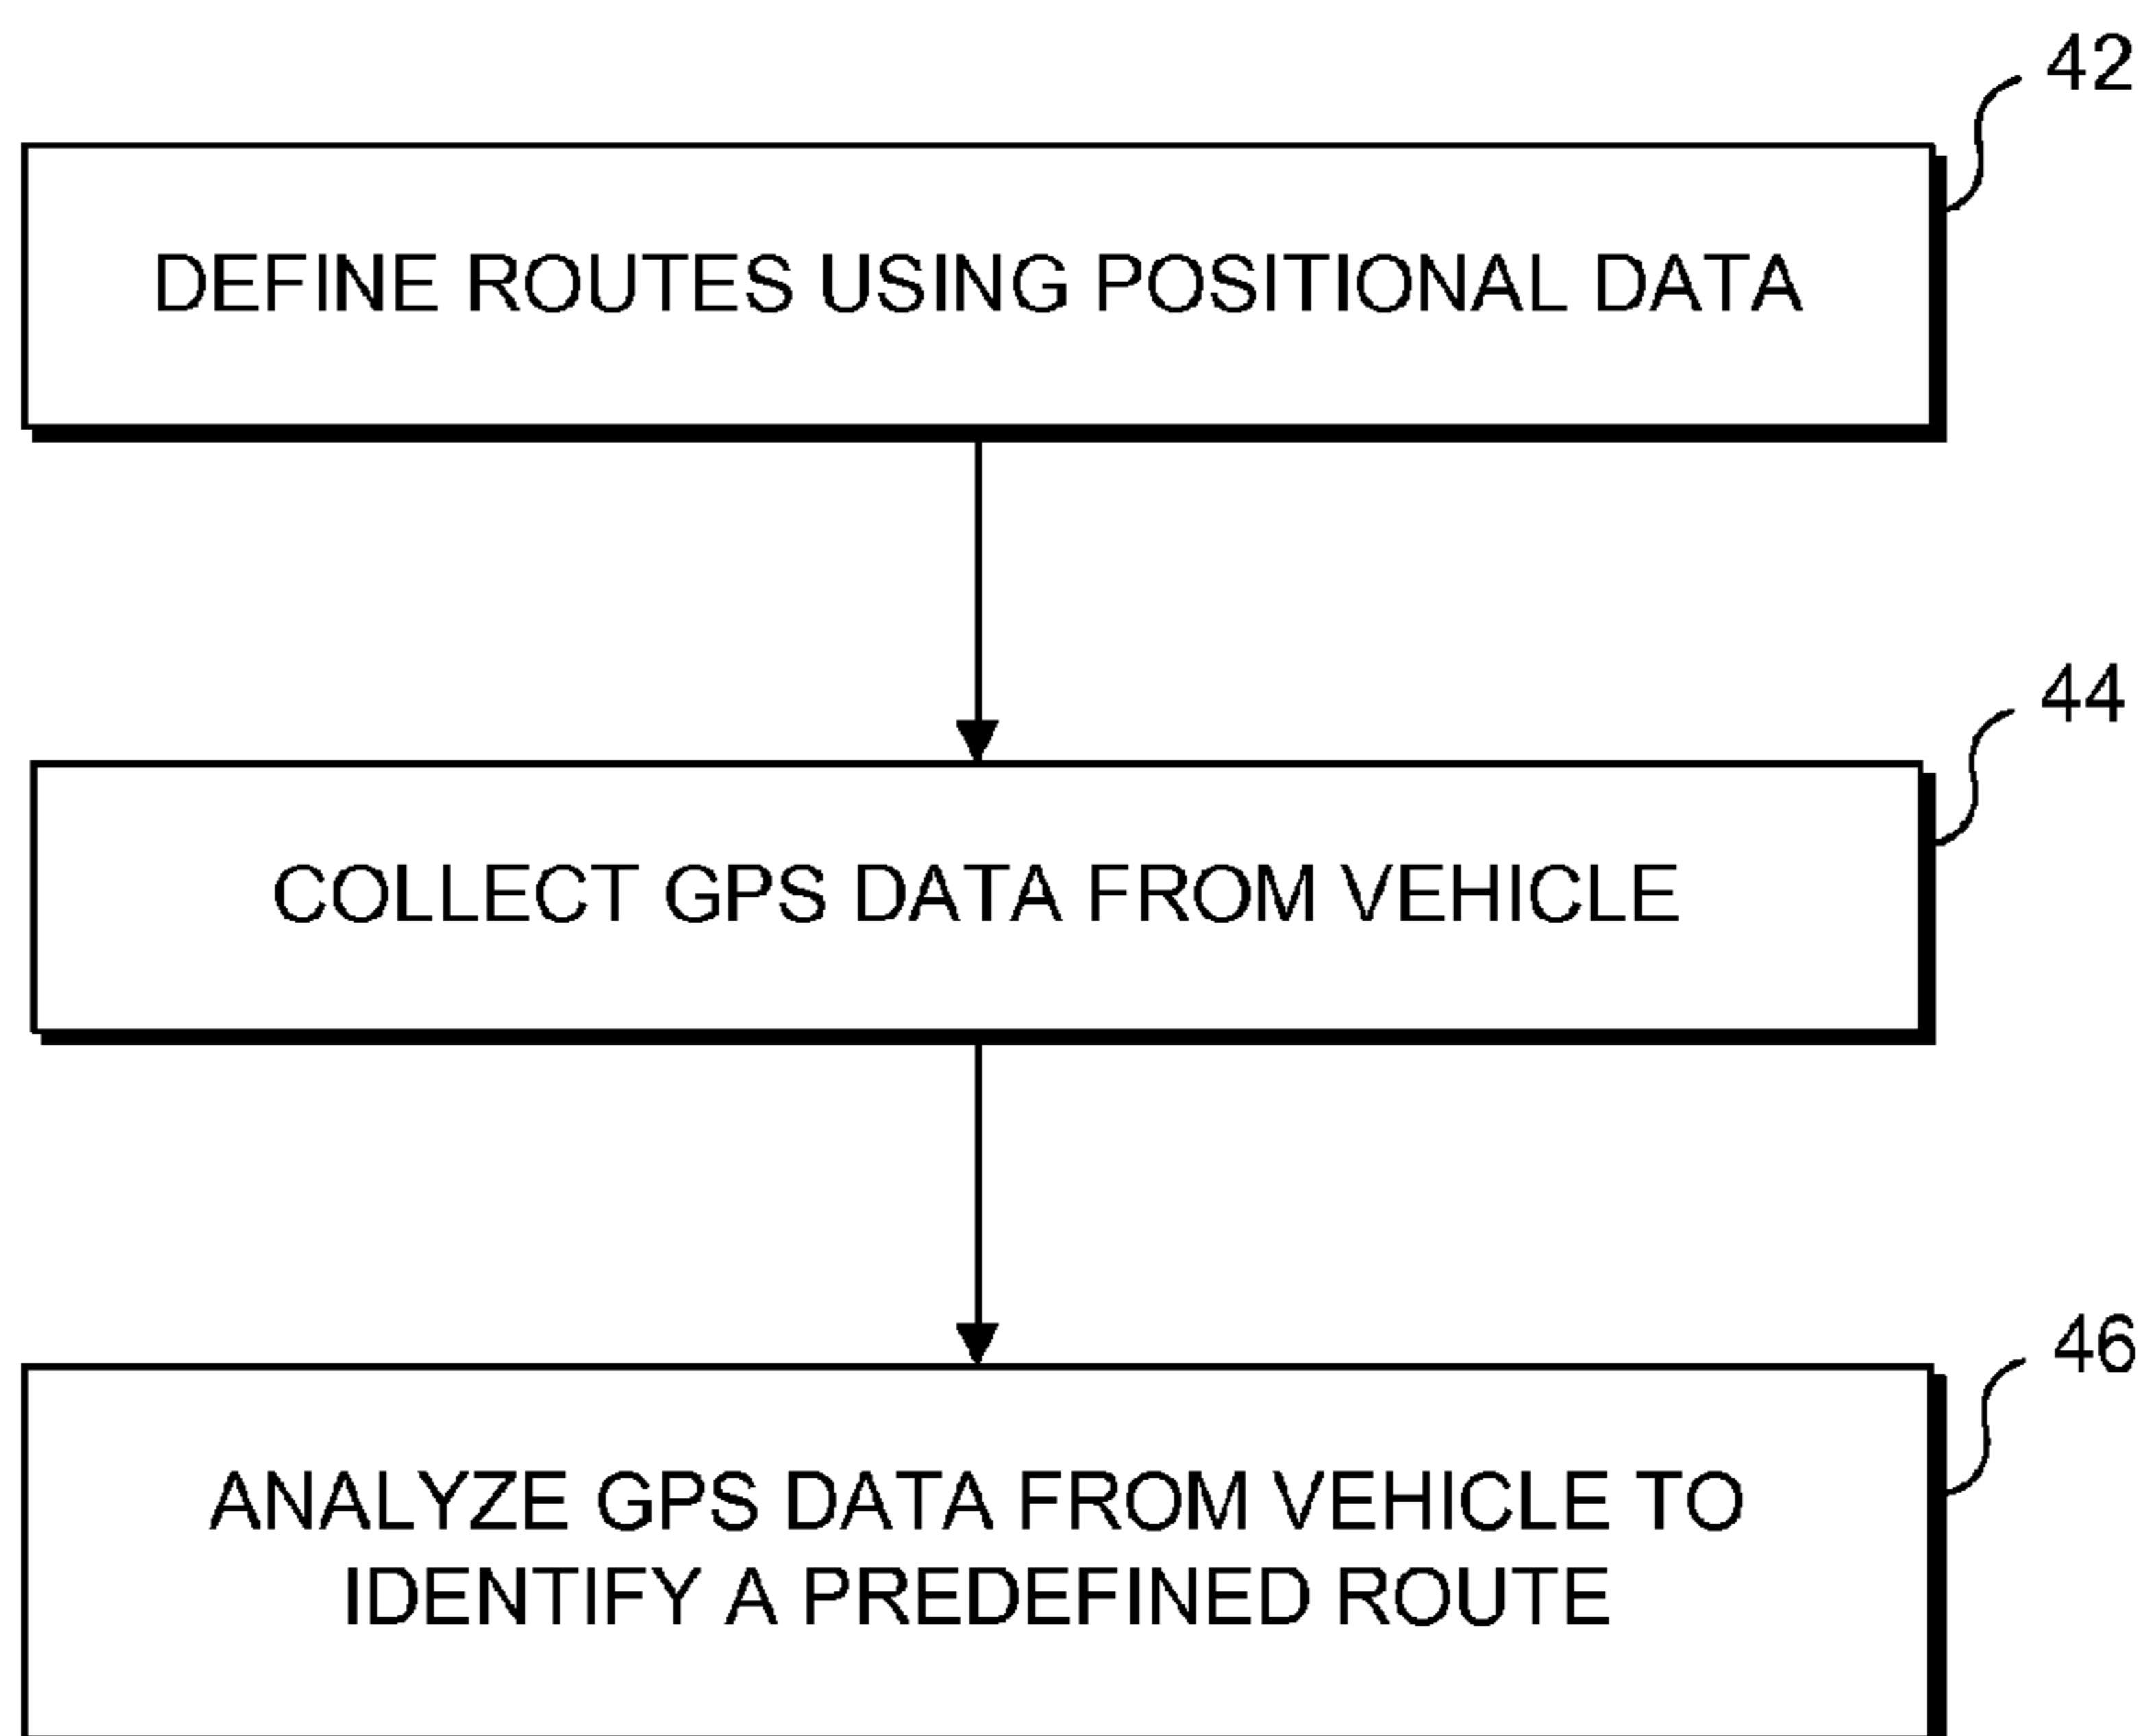 42
DEFINE ROUTES USING POSITIONAL DATA
44
COLLECT GPS DATA FROM VEHICLE
46
ANALYZE GPS DATA FROM VEHICLE TO
IDENTIFY A PREDEFINED ROUTE